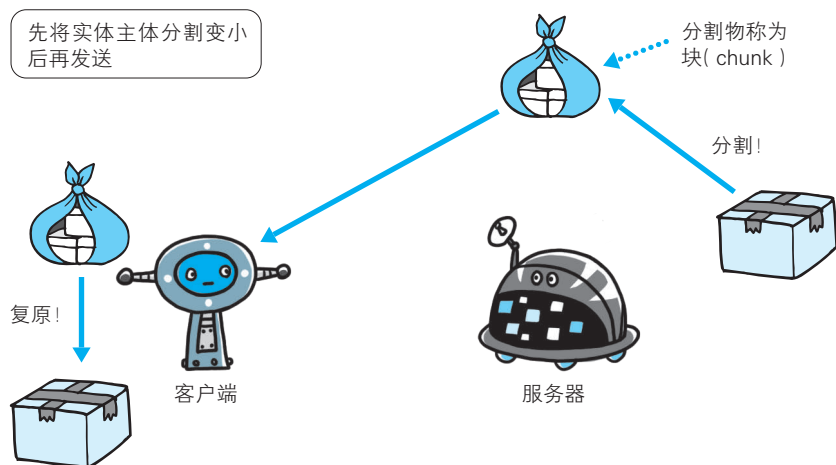 先将实体主体分割变小
后再发送
分割物称为
块( chunk )
分割!
复原!
客户端
服务器